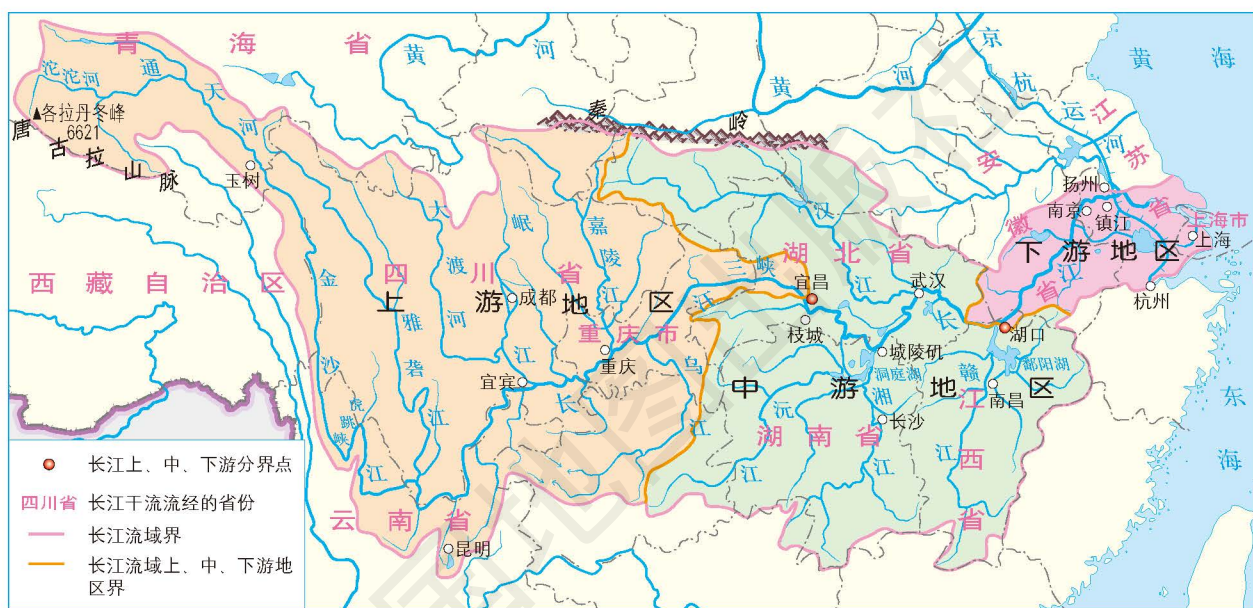 青海省
黄河
黄河
京杭运河
黄海
沱沱河
通天河
各拉丹冬峰
6621
唐古拉山脉
玉树
秦岭
安徽省
江苏省
扬州
南京
镇江
上海市
上海
下游地区
江
杭州
西藏自治区
四川省
上游地区
金沙江
雅砻江
大渡河
岷江
嘉陵江
成都
重庆市
重庆
宜宾
长江
乌江
三峡
湖北省
汉江
宜昌
武汉
枝城
长
城陵矶
洞庭湖
湖口
鄱阳湖
南昌
赣江
中游地区
沅江
湘江
长沙
湖南省
江西省
虎跳峡
云南省
昆明
东海
长江上、中、下游分界点
四川省 长江干流流经的省份
长江流域界
长江流域上、中、下游地
区界
国地图出版社